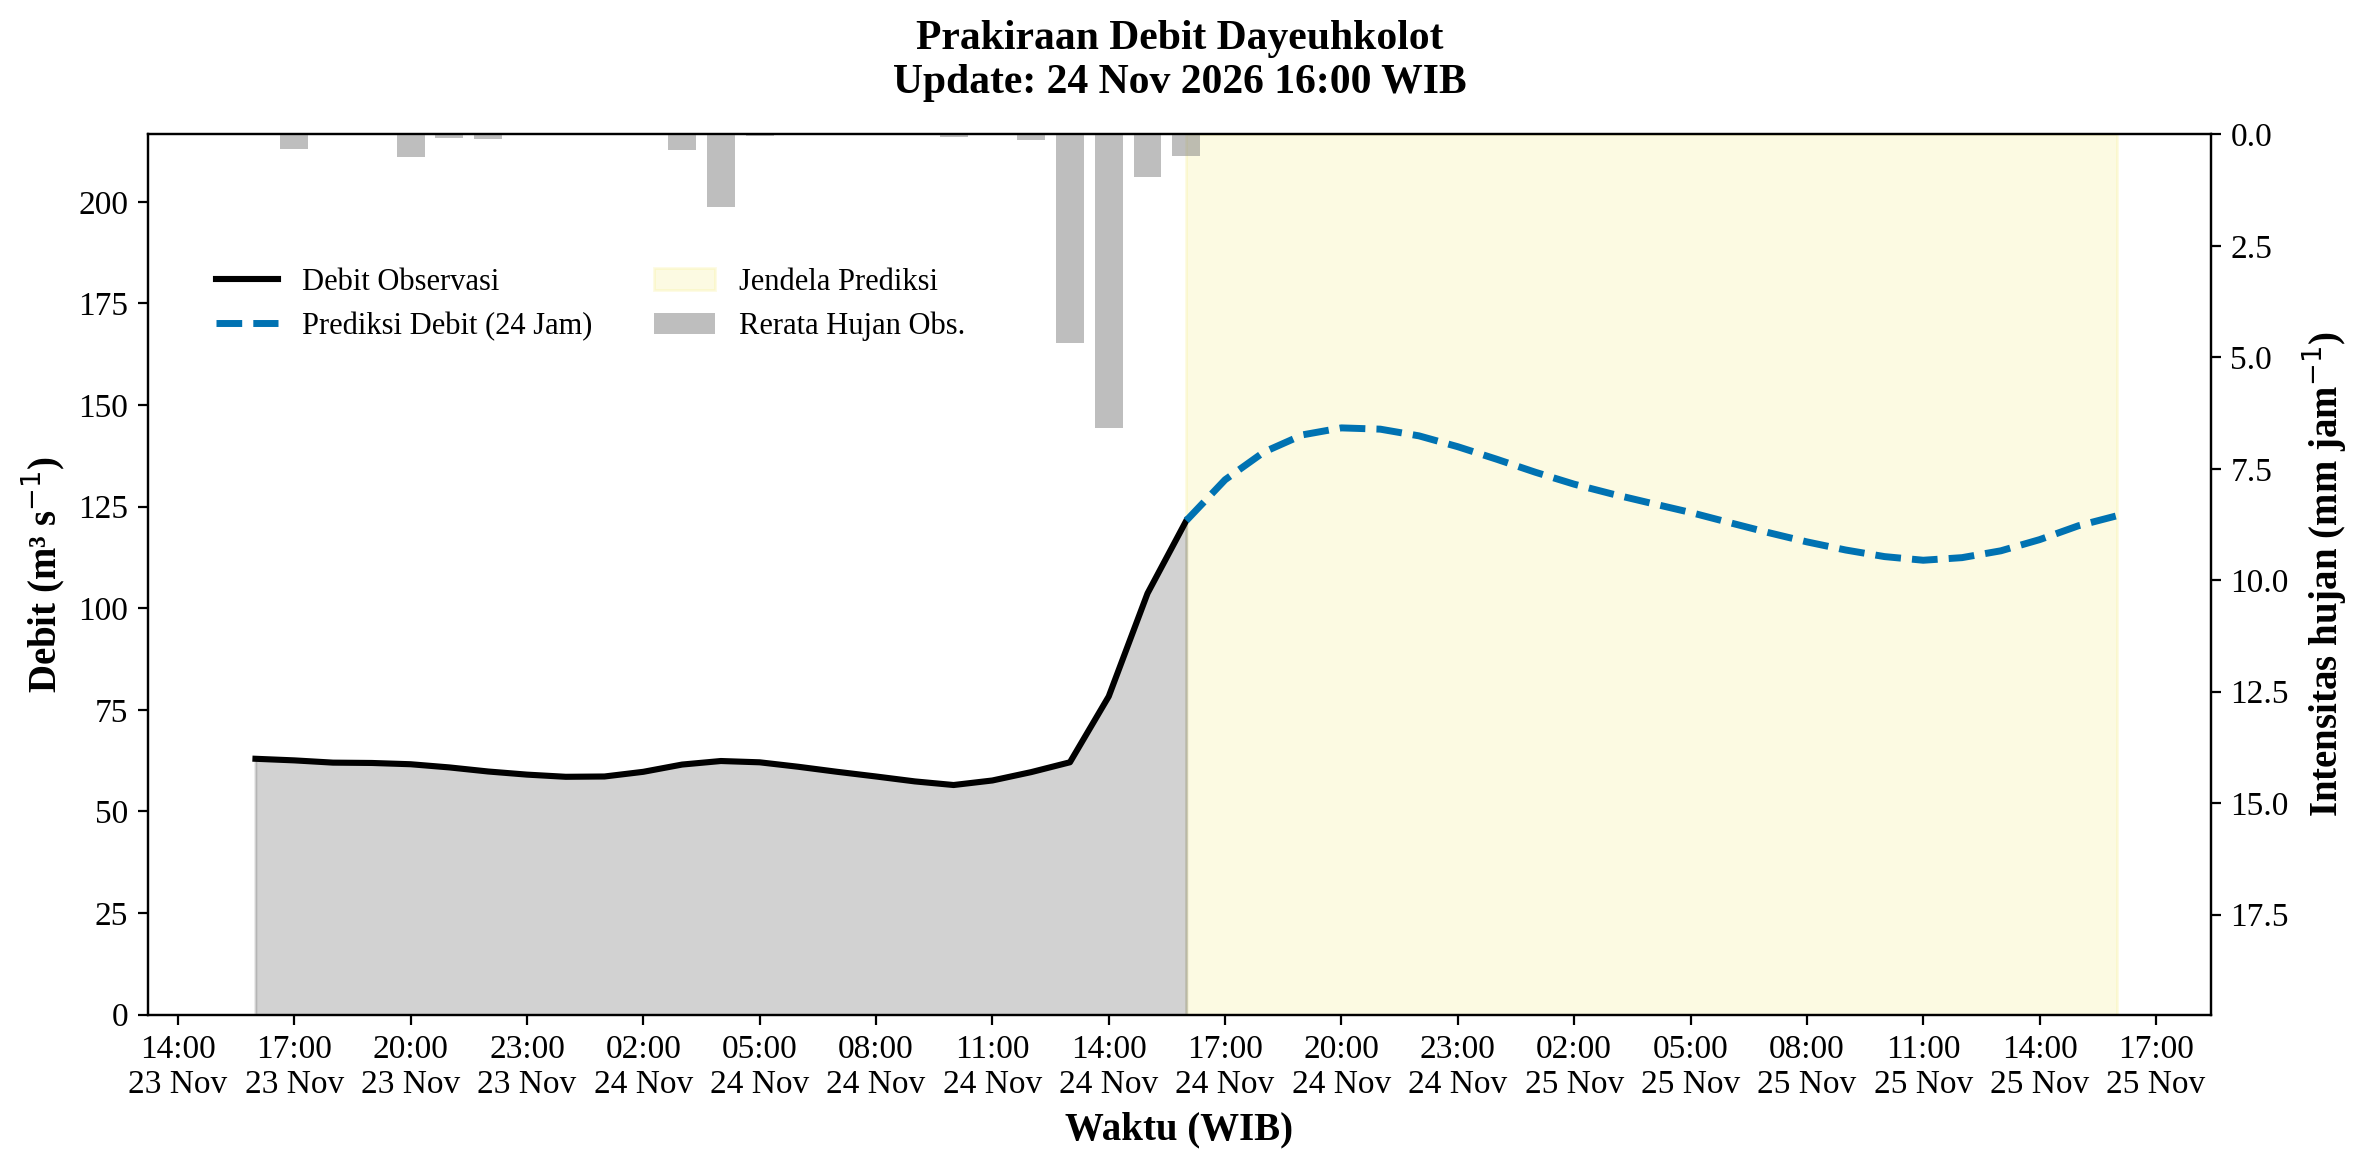 Prakiraan Debit Dayeuhkolot
Update: 24 Nov 2026 16:00 WIB
Debit (m³ s⁻¹)
200
175
150
125
100
75
50
25
0
Debit Observasi
Prediksi Debit (24 Jam)
Jendela Prediksi
Rerata Hujan Obs.
0.0
2.5
5.0
7.5
10.0
12.5
15.0
17.5
Intensitas hujan (mm jam⁻¹)
14:00 17:00 20:00 23:00 02:00 05:00 08:00 11:00 14:00 17:00 20:00 23:00 02:00 05:00 08:00 11:00 14:00 17:00
23 Nov 23 Nov 23 Nov 23 Nov 24 Nov 24 Nov 24 Nov 24 Nov 24 Nov 24 Nov 24 Nov 24 Nov 25 Nov 25 Nov 25 Nov 25 Nov 25 Nov 25 Nov
Waktu (WIB)